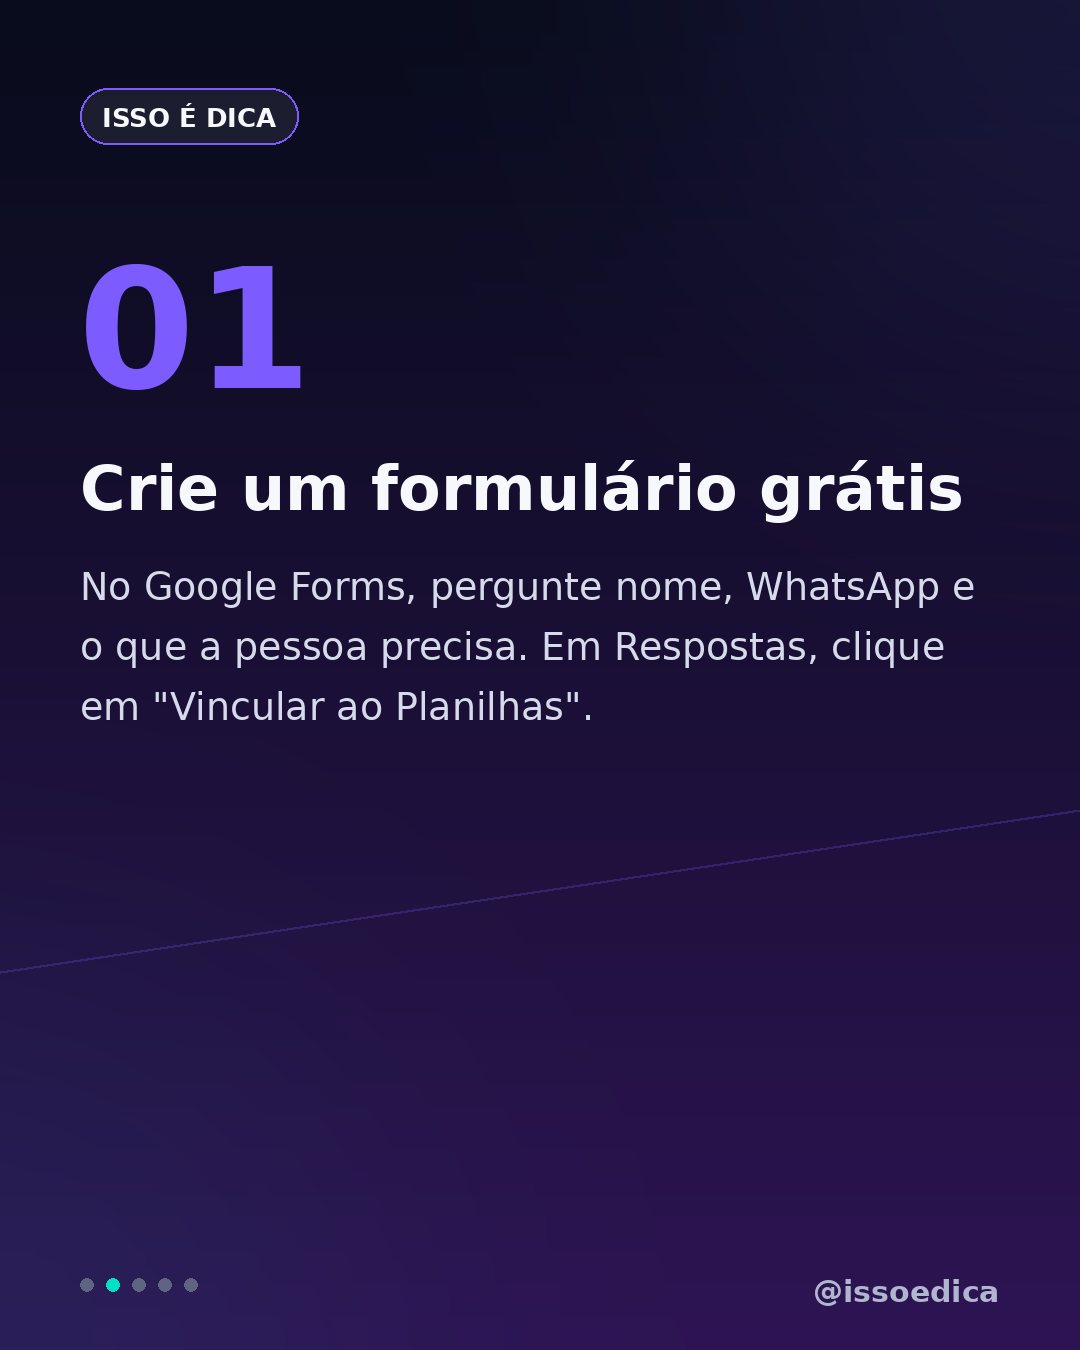 ISSO É DICA
01
Crie um formulário grátis
No Google Forms, pergunte nome, WhatsApp e
o que a pessoa precisa. Em Respostas, clique
em "Vincular ao Planilhas".
@issoedica